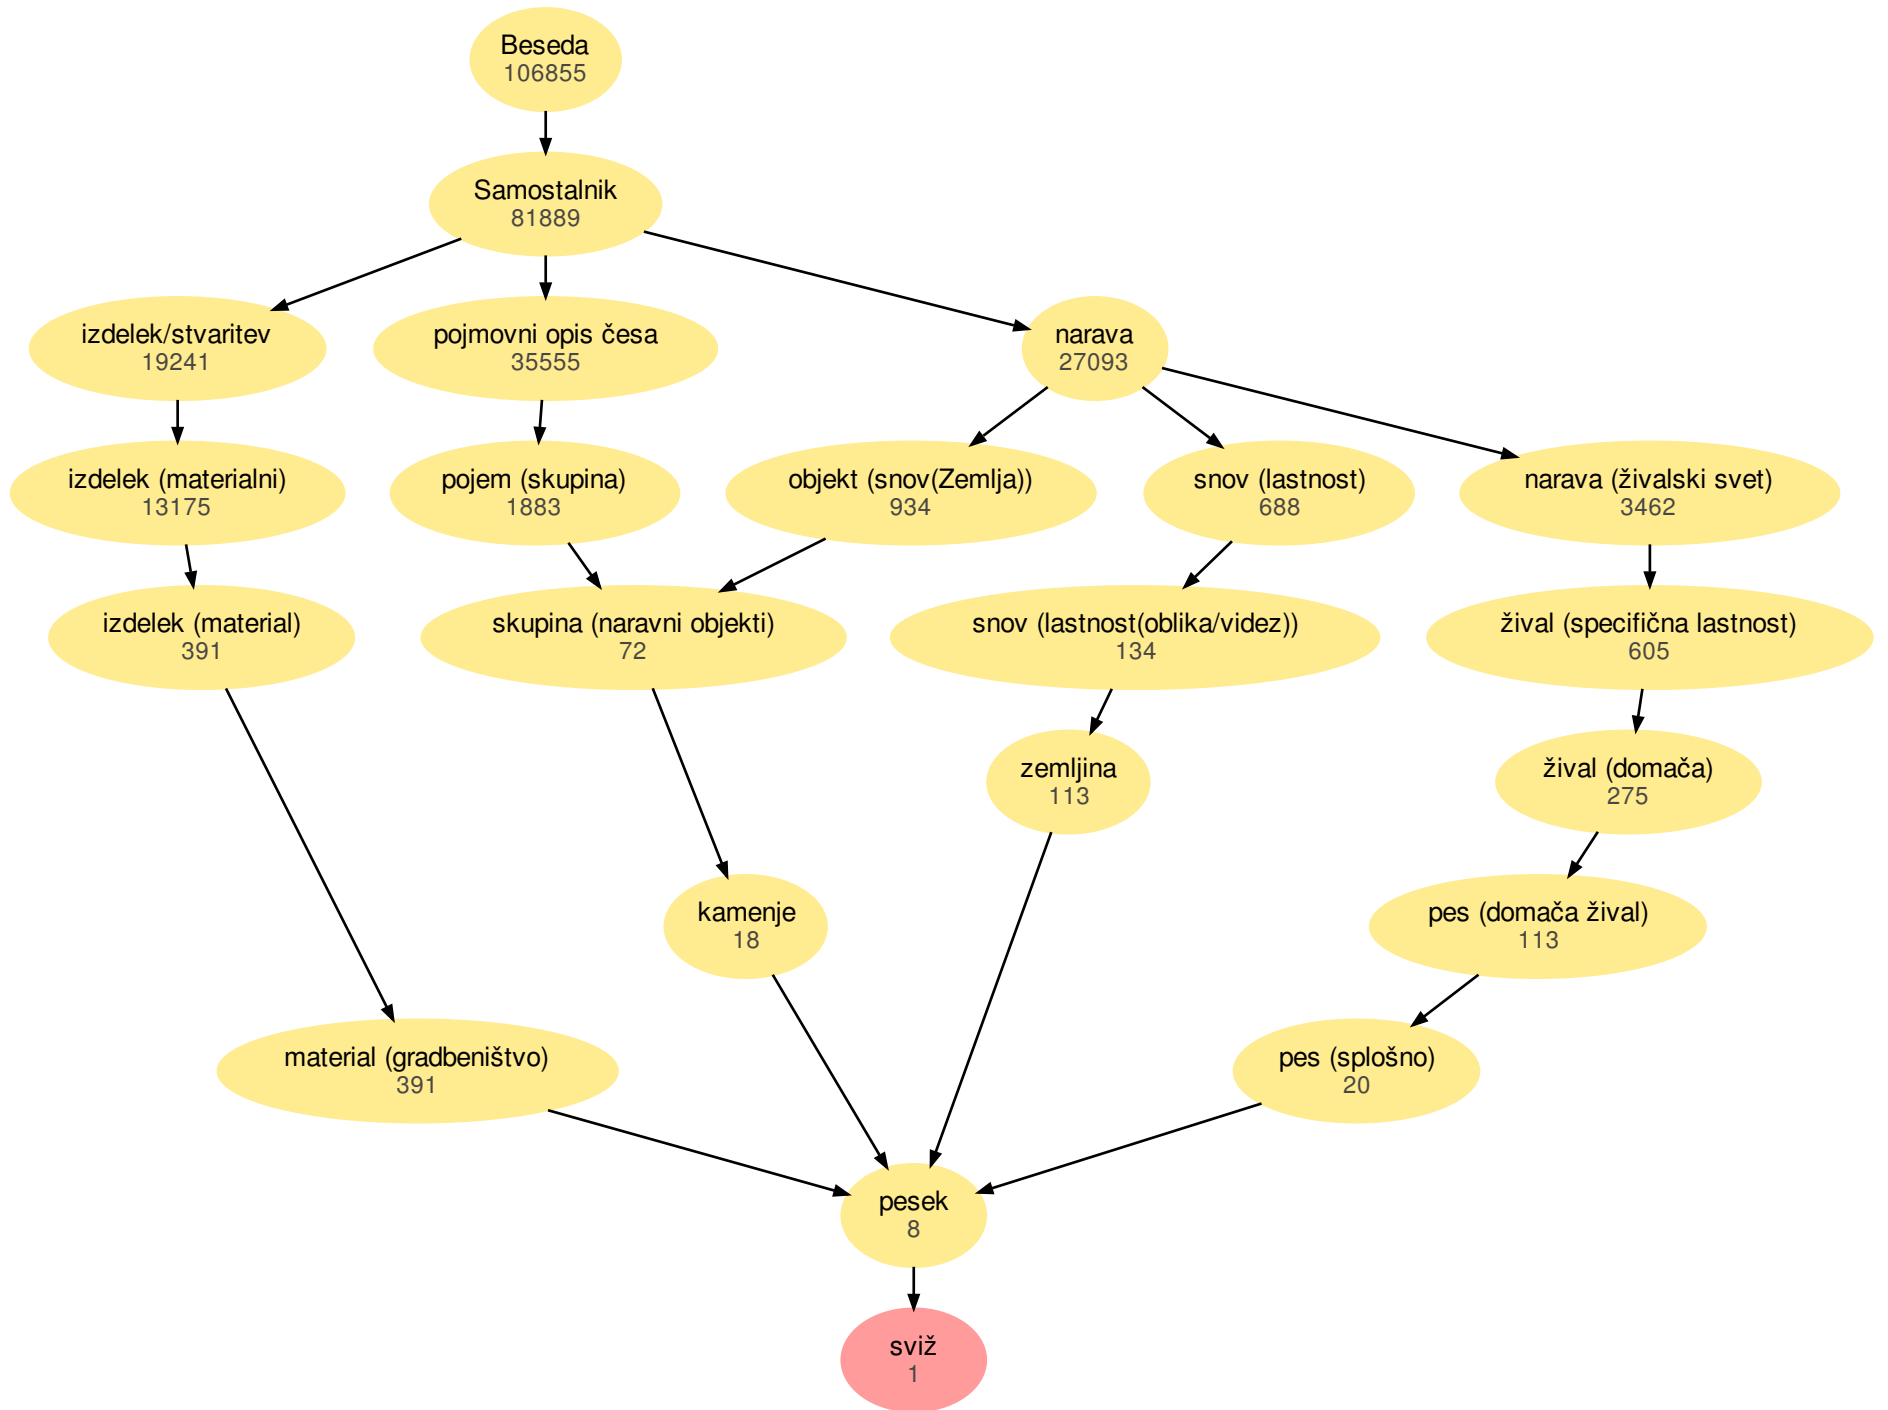 Beseda
106855
Samostalnik
81889
izdelek/stvaritev
19241
pojmovni opis česa
35555
narava
27093
izdelek (materialni)
13175
pojem (skupina)
1883
objekt (snov(Zemlja))
934
snov (lastnost)
688
narava (živalski svet)
3462
izdelek (material)
391
skupina (naravni objekti)
72
snov (lastnost(oblika/videz))
134
žival (specifična lastnost)
605
zemljina
113
žival (domača)
275
kamenje
18
pes (domača žival)
113
material (gradbeništvo)
391
pes (splošno)
20
pesek
8
sviž
1